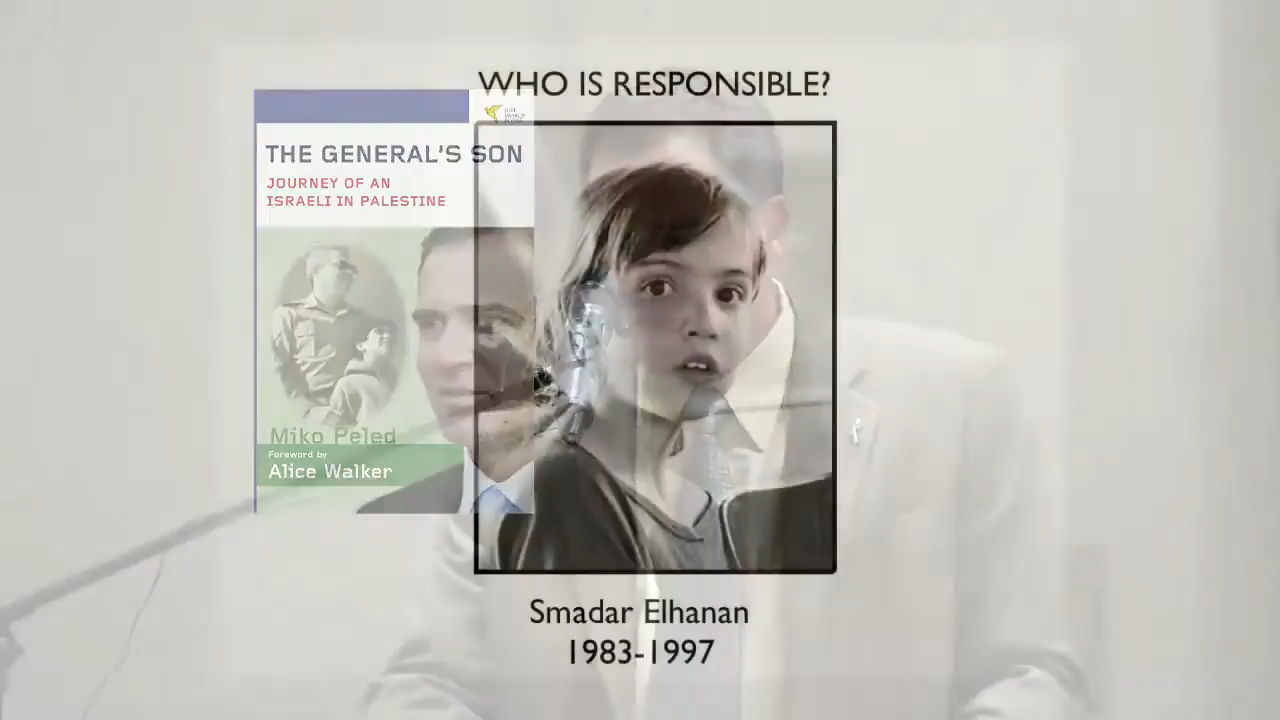 WHO IS RESPONSIBLE?
THE GENERAL'S SON
JOURNEY OF AN
ISRAELI IN PALESTINE
Miko Peled
Foreword by
Alice Walker
Smadar Elhanan
1983-1997